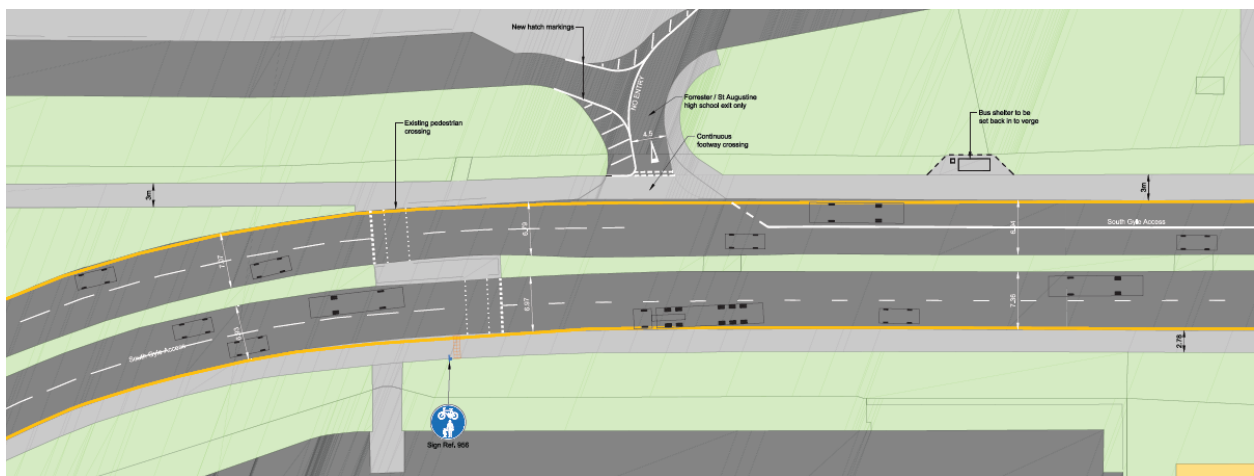 New hatch markings
NO ENTRY
Forrester / St Augustine
high school exit only
Bus shelter to be
set back in to verge
Existing pedestrian
crossing
4.5
Continuous
footway crossing
3m
3m
South Gyle Access
7.36
2.78
South Gyle Access
Sign Ref. 956